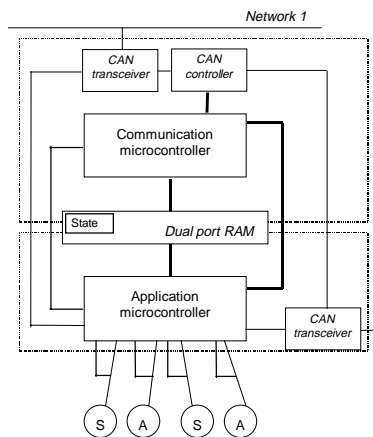 Network 1
CAN
transceiver
CAN
controller
Communication
microcontroller
State
Dual port RAM
Application
microcontroller
CAN
transceiver
S
A
S
A